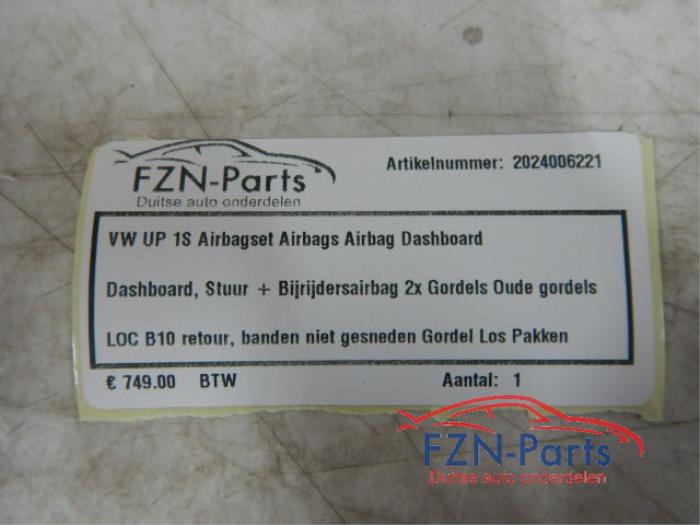 FZN-Parts
Duitse auto onderdelen
Artikelnummer: 2024006221
VW UP 1S Airbagset Airbags Airbag Dashboard
Dashboard, Stuur + Bijrijdersairbag 2x Gordels Oude gordels
LOC B10 retour, banden niet gesneden Gordel Los Pakken
€ 749.00 BTW Aantal: 1
FZN-Parts
Duitse auto onderdelen